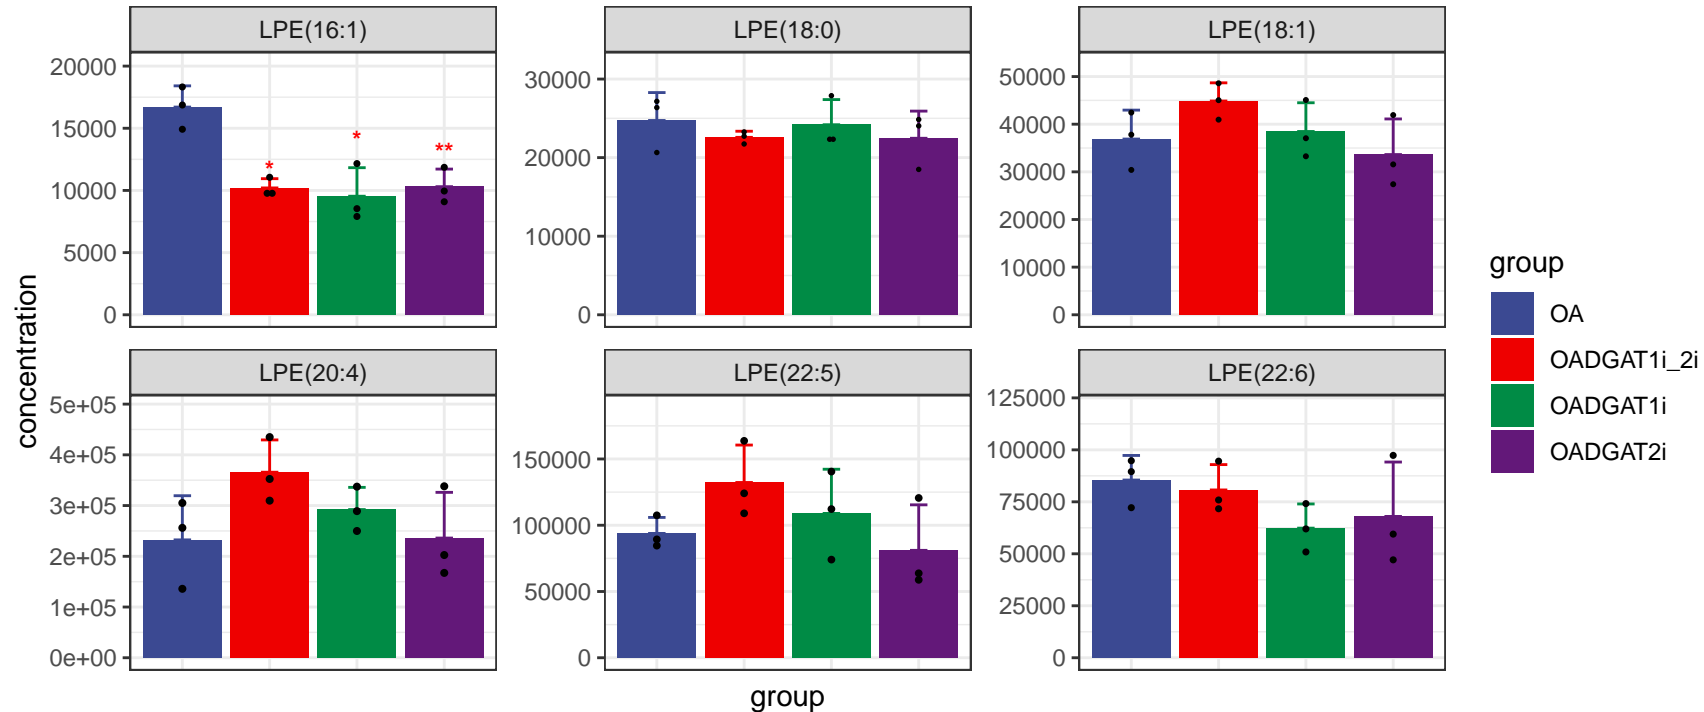 LPE(16:1)
LPE(18:0)
LPE(18:1)
20000
15000
10000
5000
0
*
*
**
30000
20000
10000
0
50000
40000
30000
20000
10000
0
concentration
LPE(20:4)
LPE(22:5)
LPE(22:6)
5e+05
4e+05
3e+05
2e+05
1e+05
0e+00
150000
100000
50000
0
125000
100000
75000
50000
25000
0
group
group
OA
OADGAT1i_2i
OADGAT1i
OADGAT2i